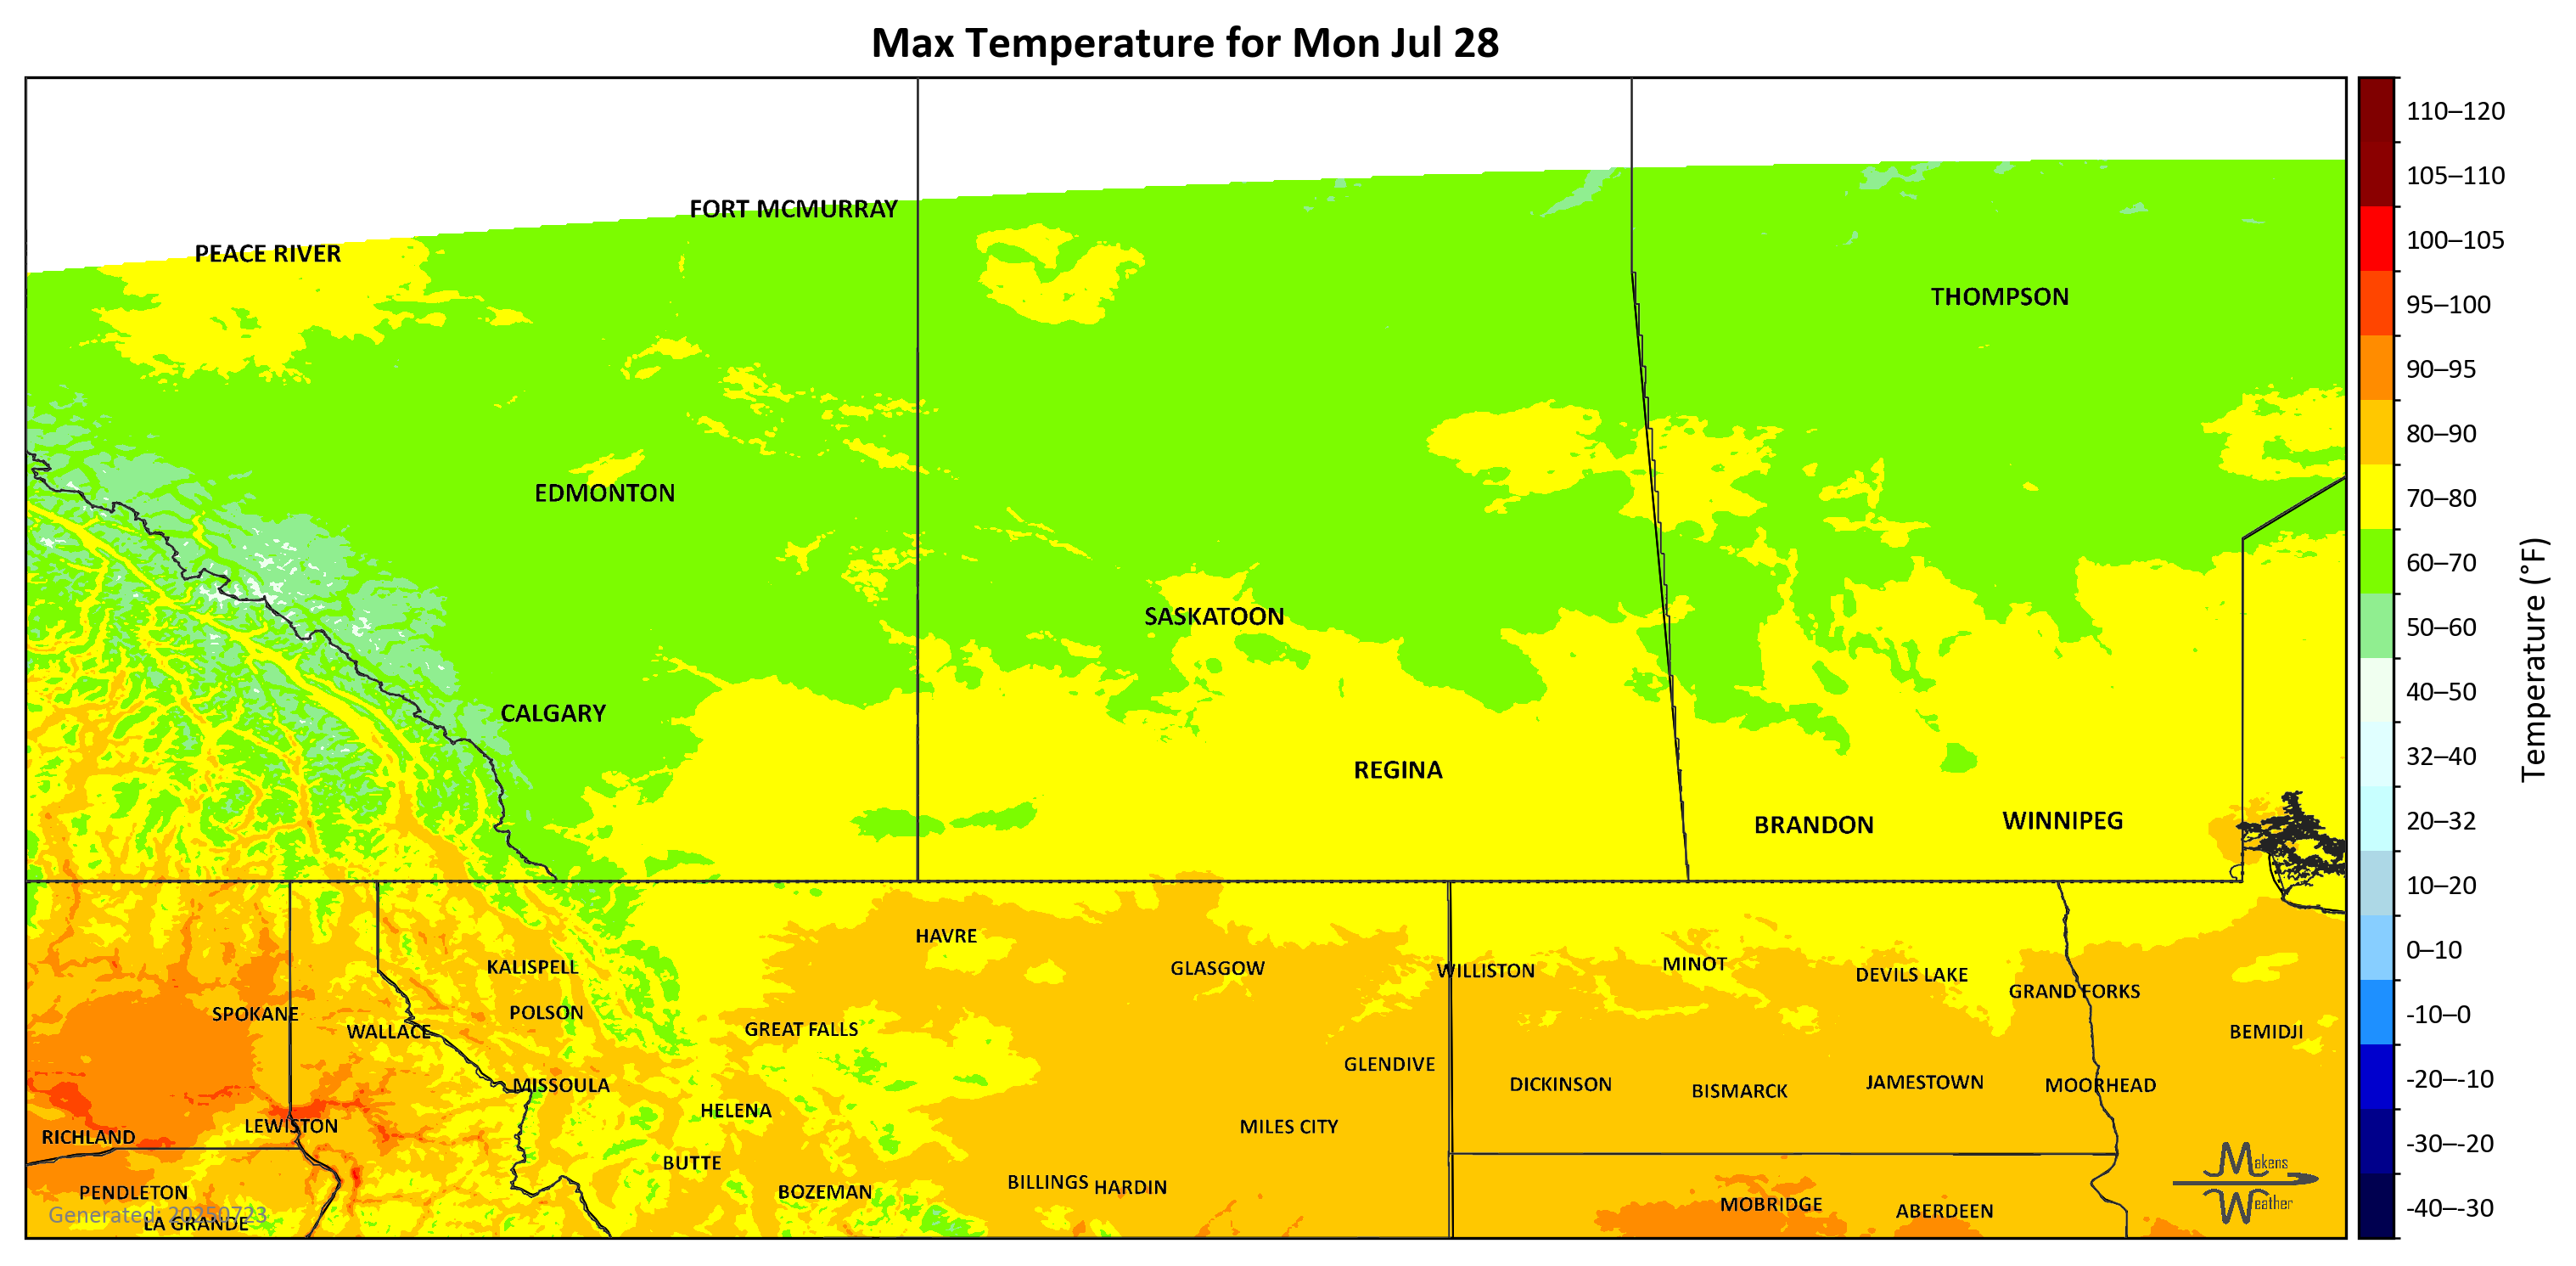 Max Temperature for Mon Jul 28
FORT MCMURRAY
PEACE RIVER
THOMPSON
EDMONTON
SASKATOON
CALGARY
REGINA
BRANDON
WINNIPEG
HAVRE
KALISPELL
GLASGOW
WILLISTON
MINOT
DEVILS LAKE
GRAND FORKS
SPOKANE
POLSON
WALLACE
GREAT FALLS
BEMIDJI
GLENDIVE
MISSOULA
DICKINSON
BISMARCK
JAMESTOWN
MOORHEAD
HELENA
LEWISTON
MILES CITY
RICHLAND
BUTTE
PENDLETON
BOZEMAN
BILLINGS
HARDIN
MOBRIDGE
ABERDEEN
Generated: 20250723
LA GRANDE
Makens
Weather
110–120
105–110
100–105
95–100
90–95
80–90
70–80
60–70
50–60
40–50
32–40
20–32
10–20
0–10
-10–0
-20–-10
-30–-20
-40–-30
Temperature (°F)